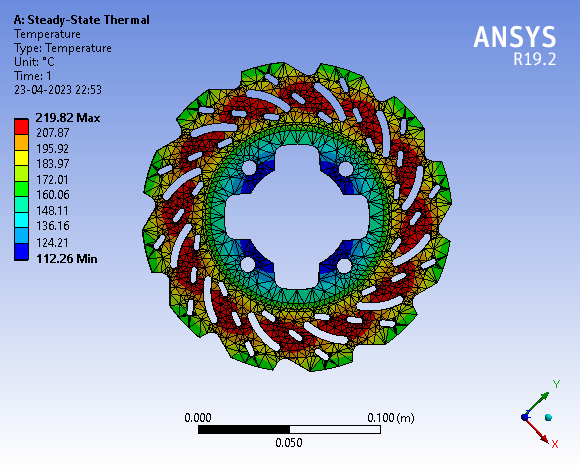 A: Steady-State Thermal
Temperature
Type: Temperature
Unit: °C
Time: 1
23-04-2023 22:53
ANSYS
R19.2
219.82 Max
207.87
195.92
183.97
172.01
160.06
148.11
136.16
124.21
112.26 Min
0.000
0.100 (m)
0.050
Y
Z
X